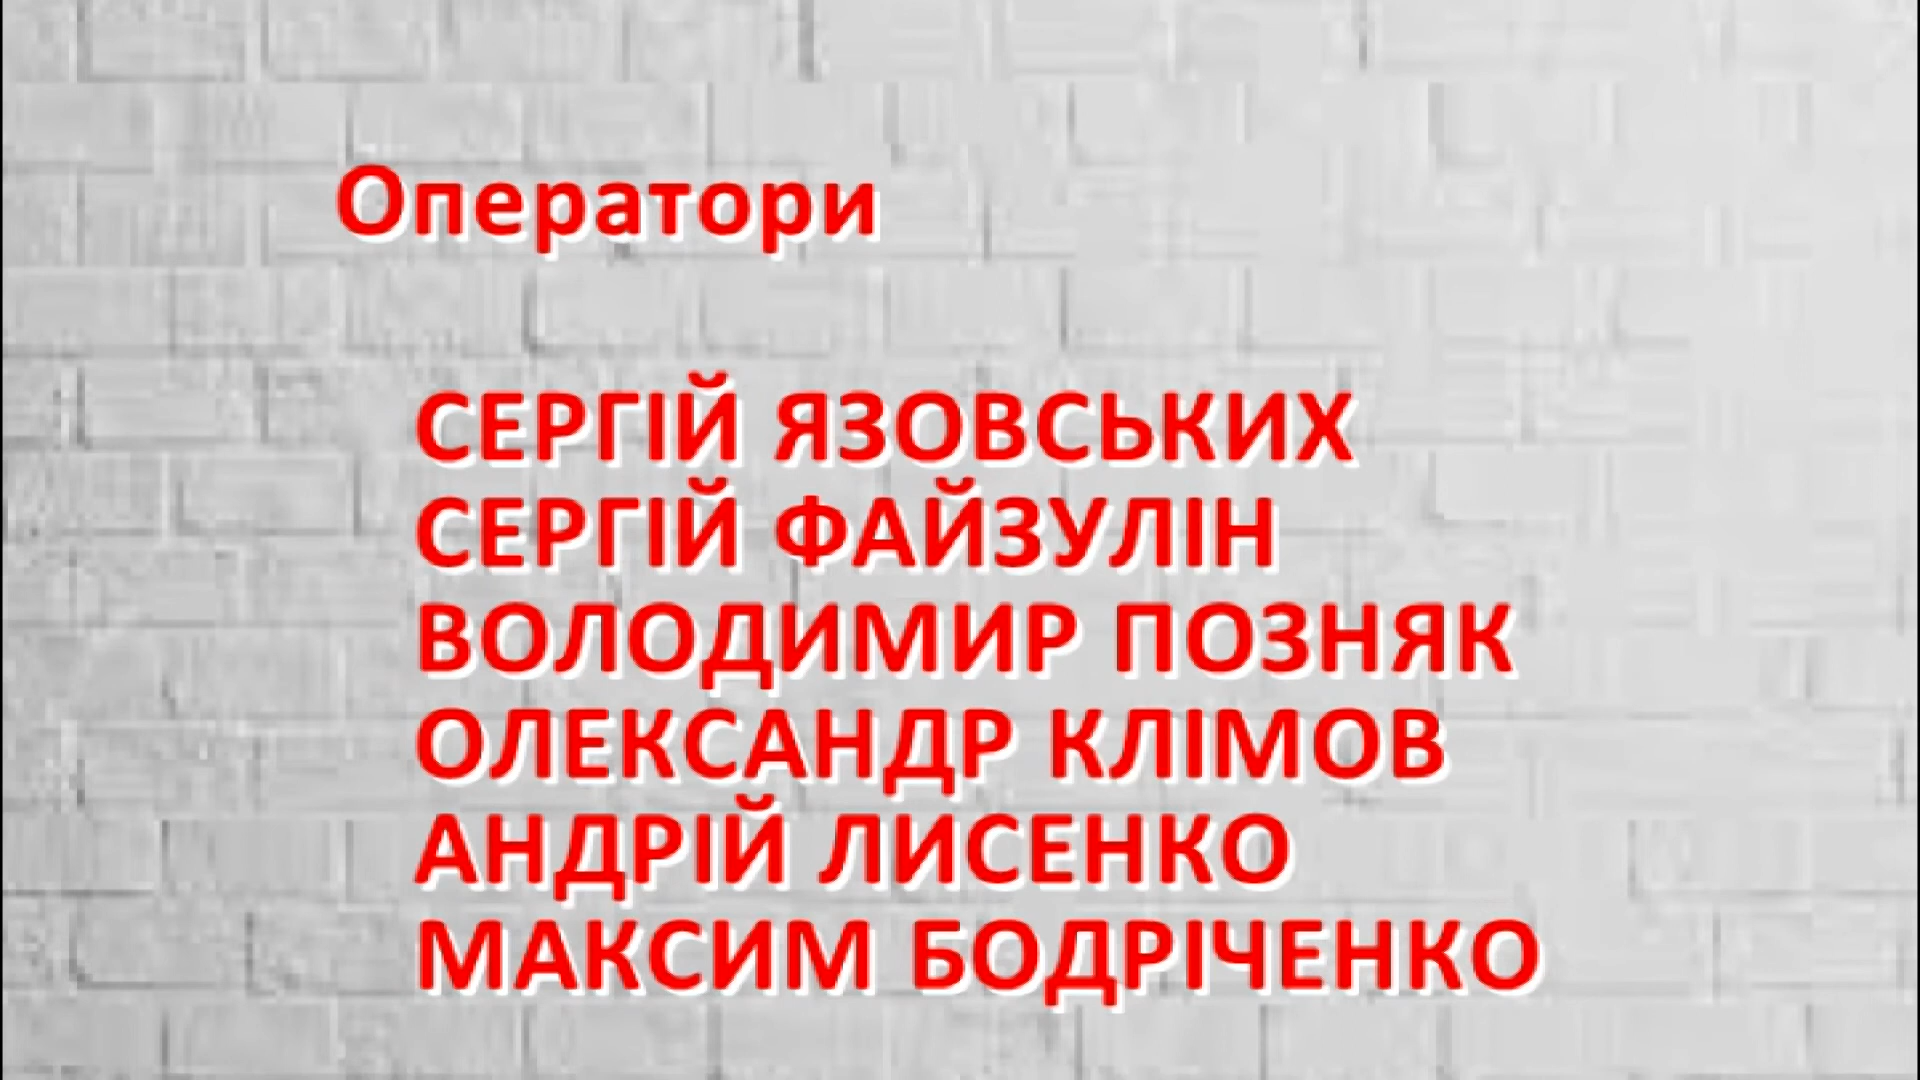 Оператори
СЕРГІЙ ЯЗОВСЬКИХ
СЕРГІЙ ФАЙЗУЛІН
ВОЛОДИМИР ПОЗНЯК
ОЛЕКСАНДР КЛІМОВ
АНДРІЙ ЛИСЕНКО
МАКСИМ БОДРІЧЕНКО